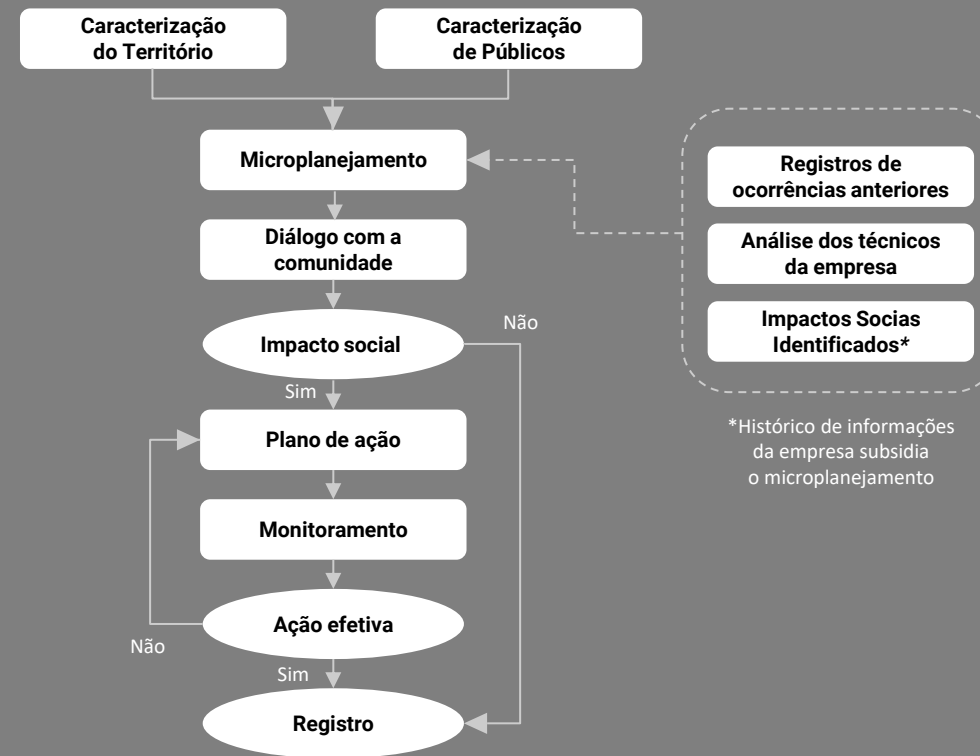 Caracterização
do Território
Caracterização
de Públicos
Microplanejamento
Diálogo com a
comunidade
Impacto social
Não
Sim
Plano de ação
Monitoramento
Ação efetiva
Não
Sim
Registro
Registros de
ocorrências anteriores
Análise dos técnicos
da empresa
Impactos Socias
Identificados*
*Histórico de informações
da empresa subsidia
o microplanejamento